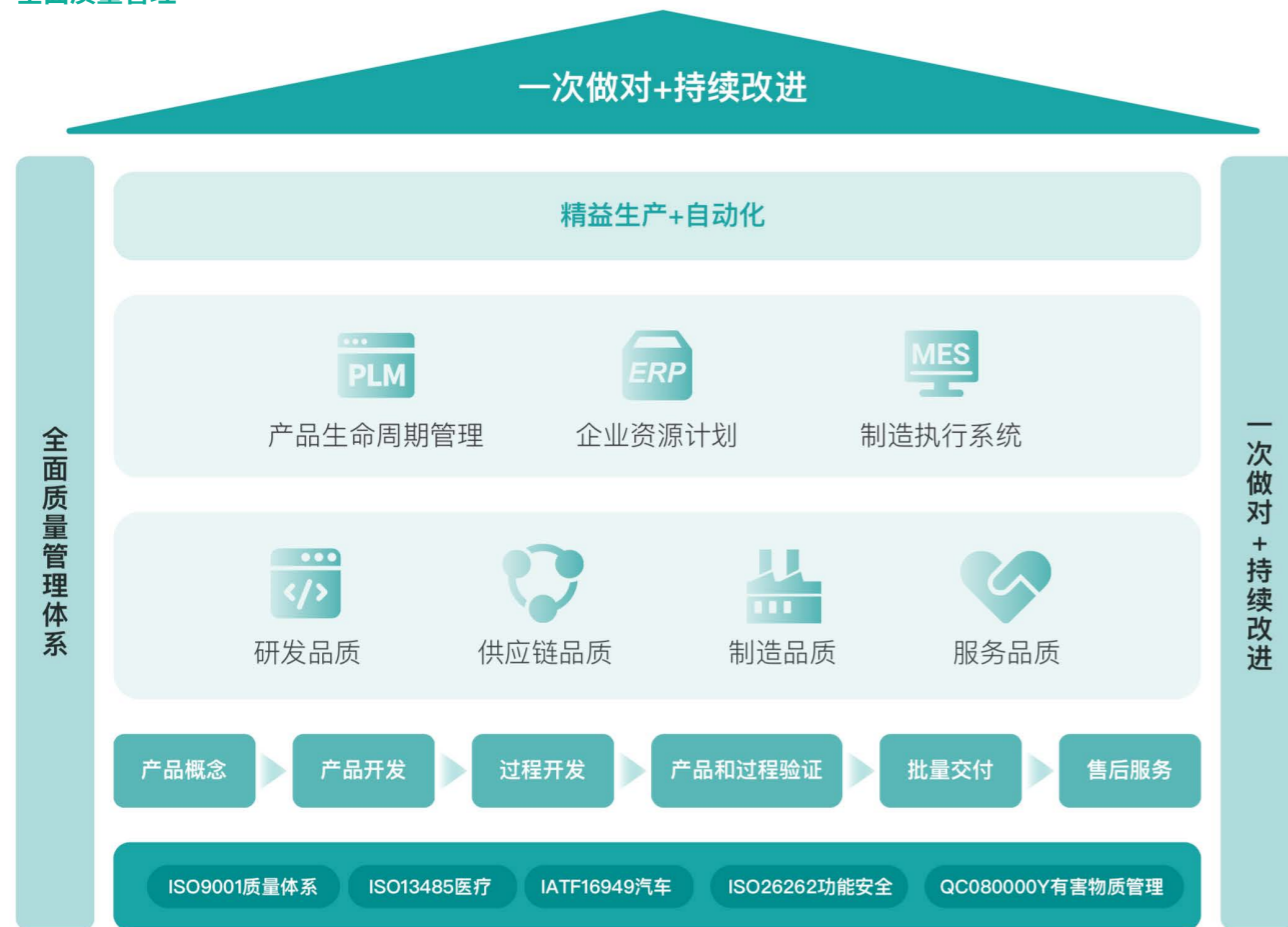 全面质量管理
一次做对+持续改进
精益生产+自动化
PLM
ERP
MES
产品生命周期管理
企业资源计划
制造执行系统
全面质量管理体系
一次做对+持续改进
</>
研发品质
供应链品质
制造品质
服务品质
产品概念
产品开发
过程开发
产品和过程验证
批量交付
售后服务
ISO9001质量体系
ISO13485医疗
IATF16949汽车
ISO26262功能安全
QC080000Y有害物质管理